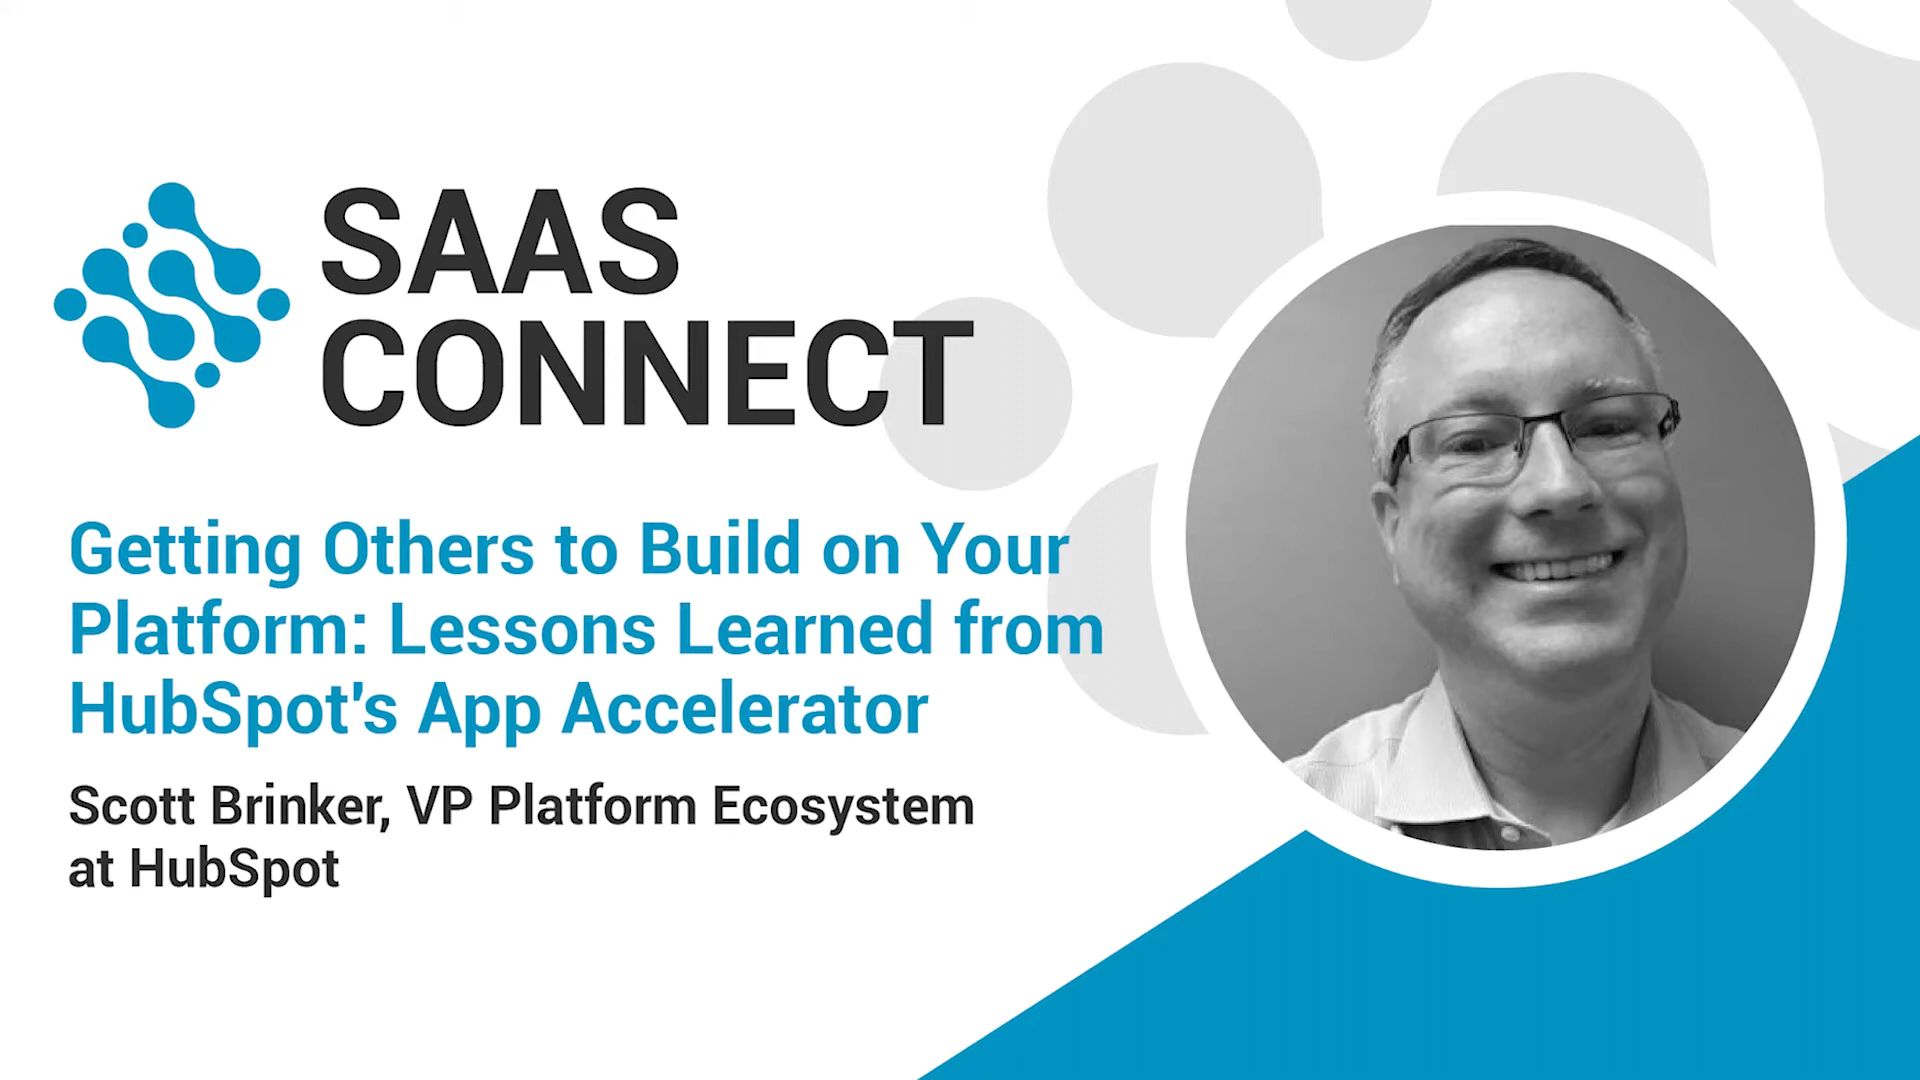 SAAS
CONNECT
Getting Others to Build on Your
Platform: Lessons Learned from
HubSpot's App Accelerator
Scott Brinker, VP Platform Ecosystem
at HubSpot